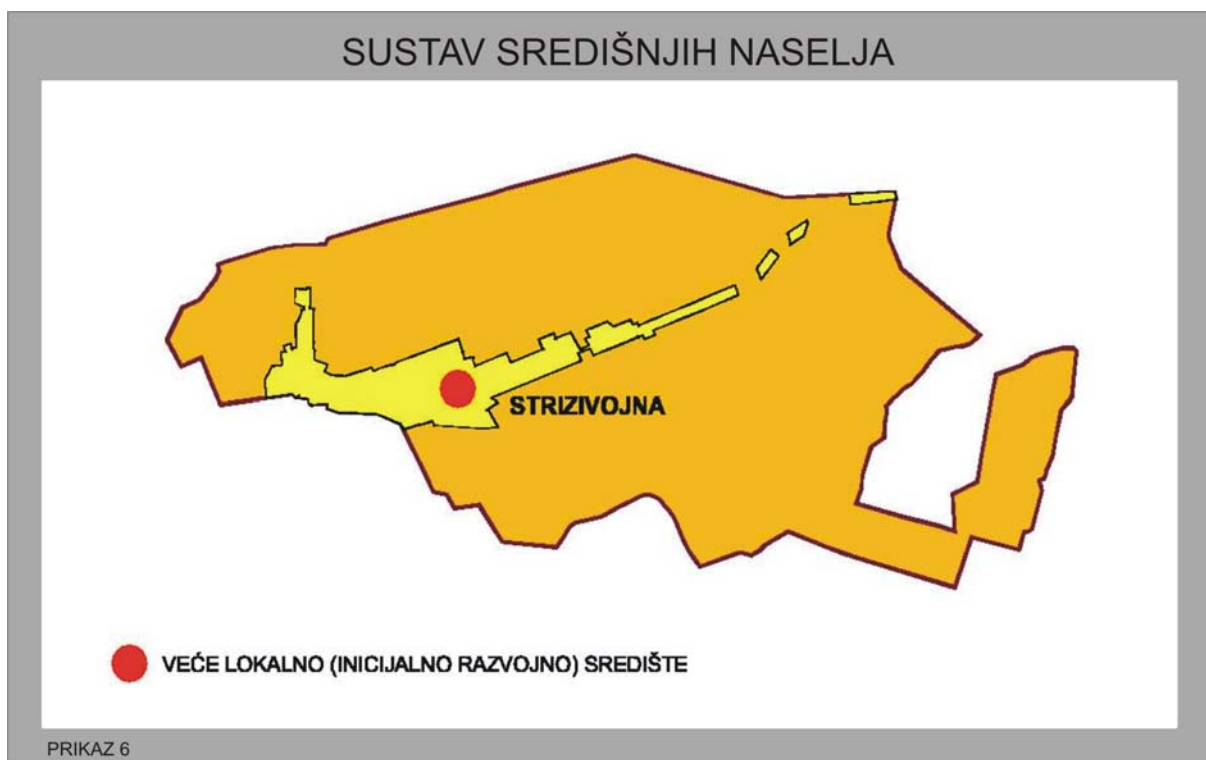 SUSTAV SREDIŠNJIH NASELJA
STRIZIVOJNA
VEĆE LOKALNO (INICIJALNO RAZVOJNO) SREDIŠTE
PRIKAZ 6